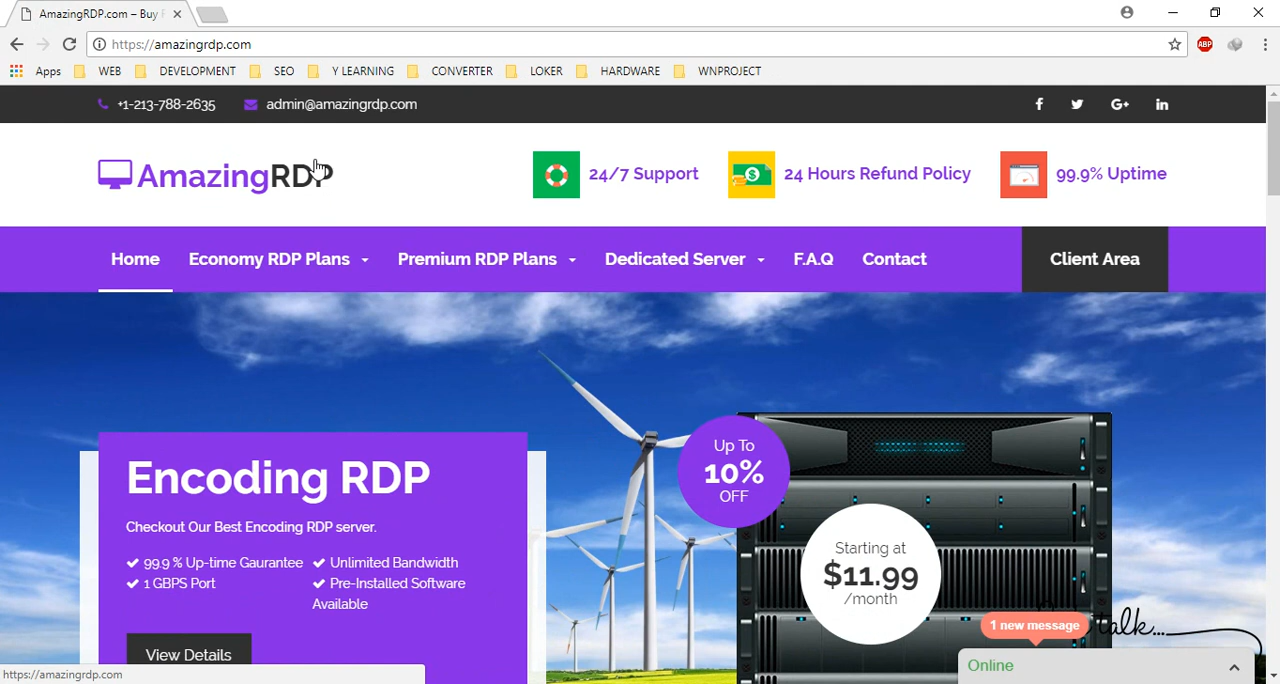 AmazingRDP.com – Buy
https://amazingrdp.com
ABP
Apps WEB DEVELOPMENT SEO Y LEARNING CONVERTER LOKER HARDWARE WNPROJECT
+1-213-788-2635 admin@amazingrdp.com
AmazingRDP
24/7 Support 24 Hours Refund Policy 99.9% Uptime
Home Economy RDP Plans Premium RDP Plans Dedicated Server F.A.Q Contact Client Area
Encoding RDP
Checkout Our Best Encoding RDP server.
99.9 % Up-time Gaurantee Unlimited Bandwidth
1 GBPS Port Pre-Installed Software
Available
View Details
Up To
10%
OFF
Starting at
$11.99
/month
1 new message
talk...
Online
https://amazingrdp.com